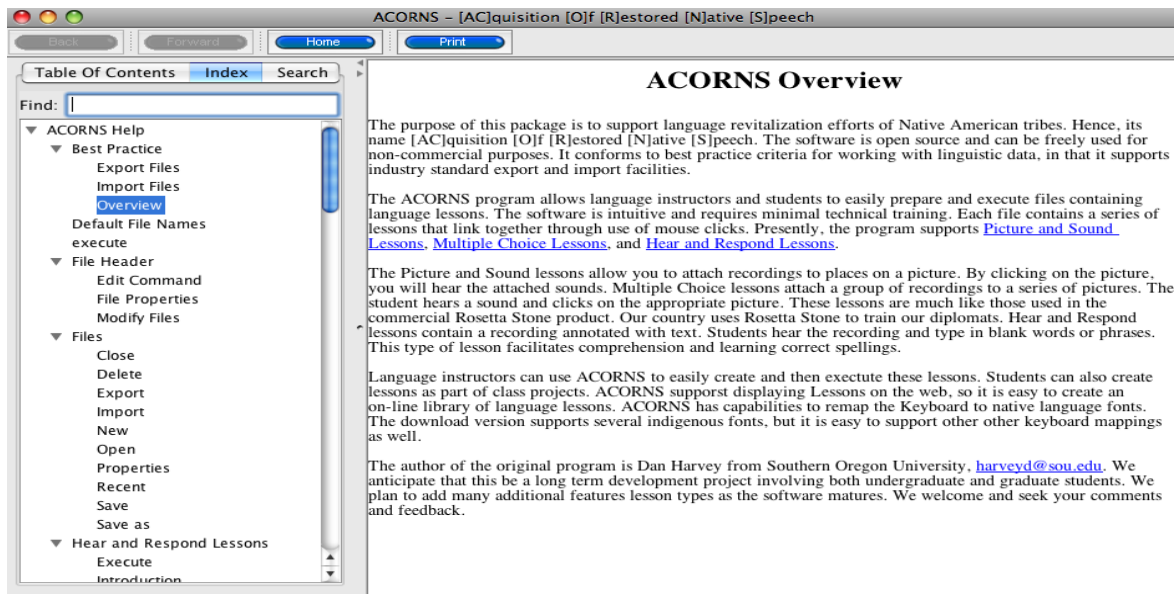 ACORNS – [AC]quisition [O]f [R]estored [N]ative [S]peech
Back
Forward
Home
Print
Table Of Contents
Index
Search
Find:
ACORNS Help
Best Practice
Export Files
Import Files
Overview
Default File Names
execute
File Header
Edit Command
File Properties
Modify Files
Files
Close
Delete
Export
Import
New
Open
Properties
Recent
Save
Save as
Hear and Respond Lessons
Execute
Introduction
ACORNS Overview
The purpose of this package is to support language revitalization efforts of Native American tribes. Hence, its
name [AC]quisition [O]f [R]estored [N]ative [S]peech. The software is open source and can be freely used for
non-commercial purposes. It conforms to best practice criteria for working with linguistic data, in that it supports
industry standard export and import facilities.
The ACORNS program allows language instructors and students to easily prepare and execute files containing
language lessons. The software is intuitive and requires minimal technical training. Each file contains a series of
lessons that link together through use of mouse clicks. Presently, the program supports Picture and Sound
Lessons, Multiple Choice Lessons, and Hear and Respond Lessons.
The Picture and Sound lessons allow you to attach recordings to places on a picture. By clicking on the picture,
you will hear the attached sounds. Multiple Choice lessons attach a group of recordings to a series of pictures. The
student hears a sound and clicks on the appropriate picture. These lessons are much like those used in the
commercial Rosetta Stone product. Our country uses Rosetta Stone to train our diplomats. Hear and Respond
lessons contain a recording annotated with text. Students hear the recording and type in blank words or phrases.
This type of lesson facilitates comprehension and learning correct spellings.
Language instructors can use ACORNS to easily create and then exectute these lessons. Students can also create
lessons as part of class projects. ACORNS supporst displaying Lessons on the web, so it is easy to create an
on-line library of language lessons. ACORNS has capabilities to remap the Keyboard to native language fonts.
The download version supports several indigenous fonts, but it is easy to support other other keyboard mappings
as well.
The author of the original program is Dan Harvey from Southern Oregon University, harveyd@sou.edu. We
anticipate that this be a long term development project involving both undergraduate and graduate students. We
plan to add many additional features lesson types as the software matures. We welcome and seek your comments
and feedback.